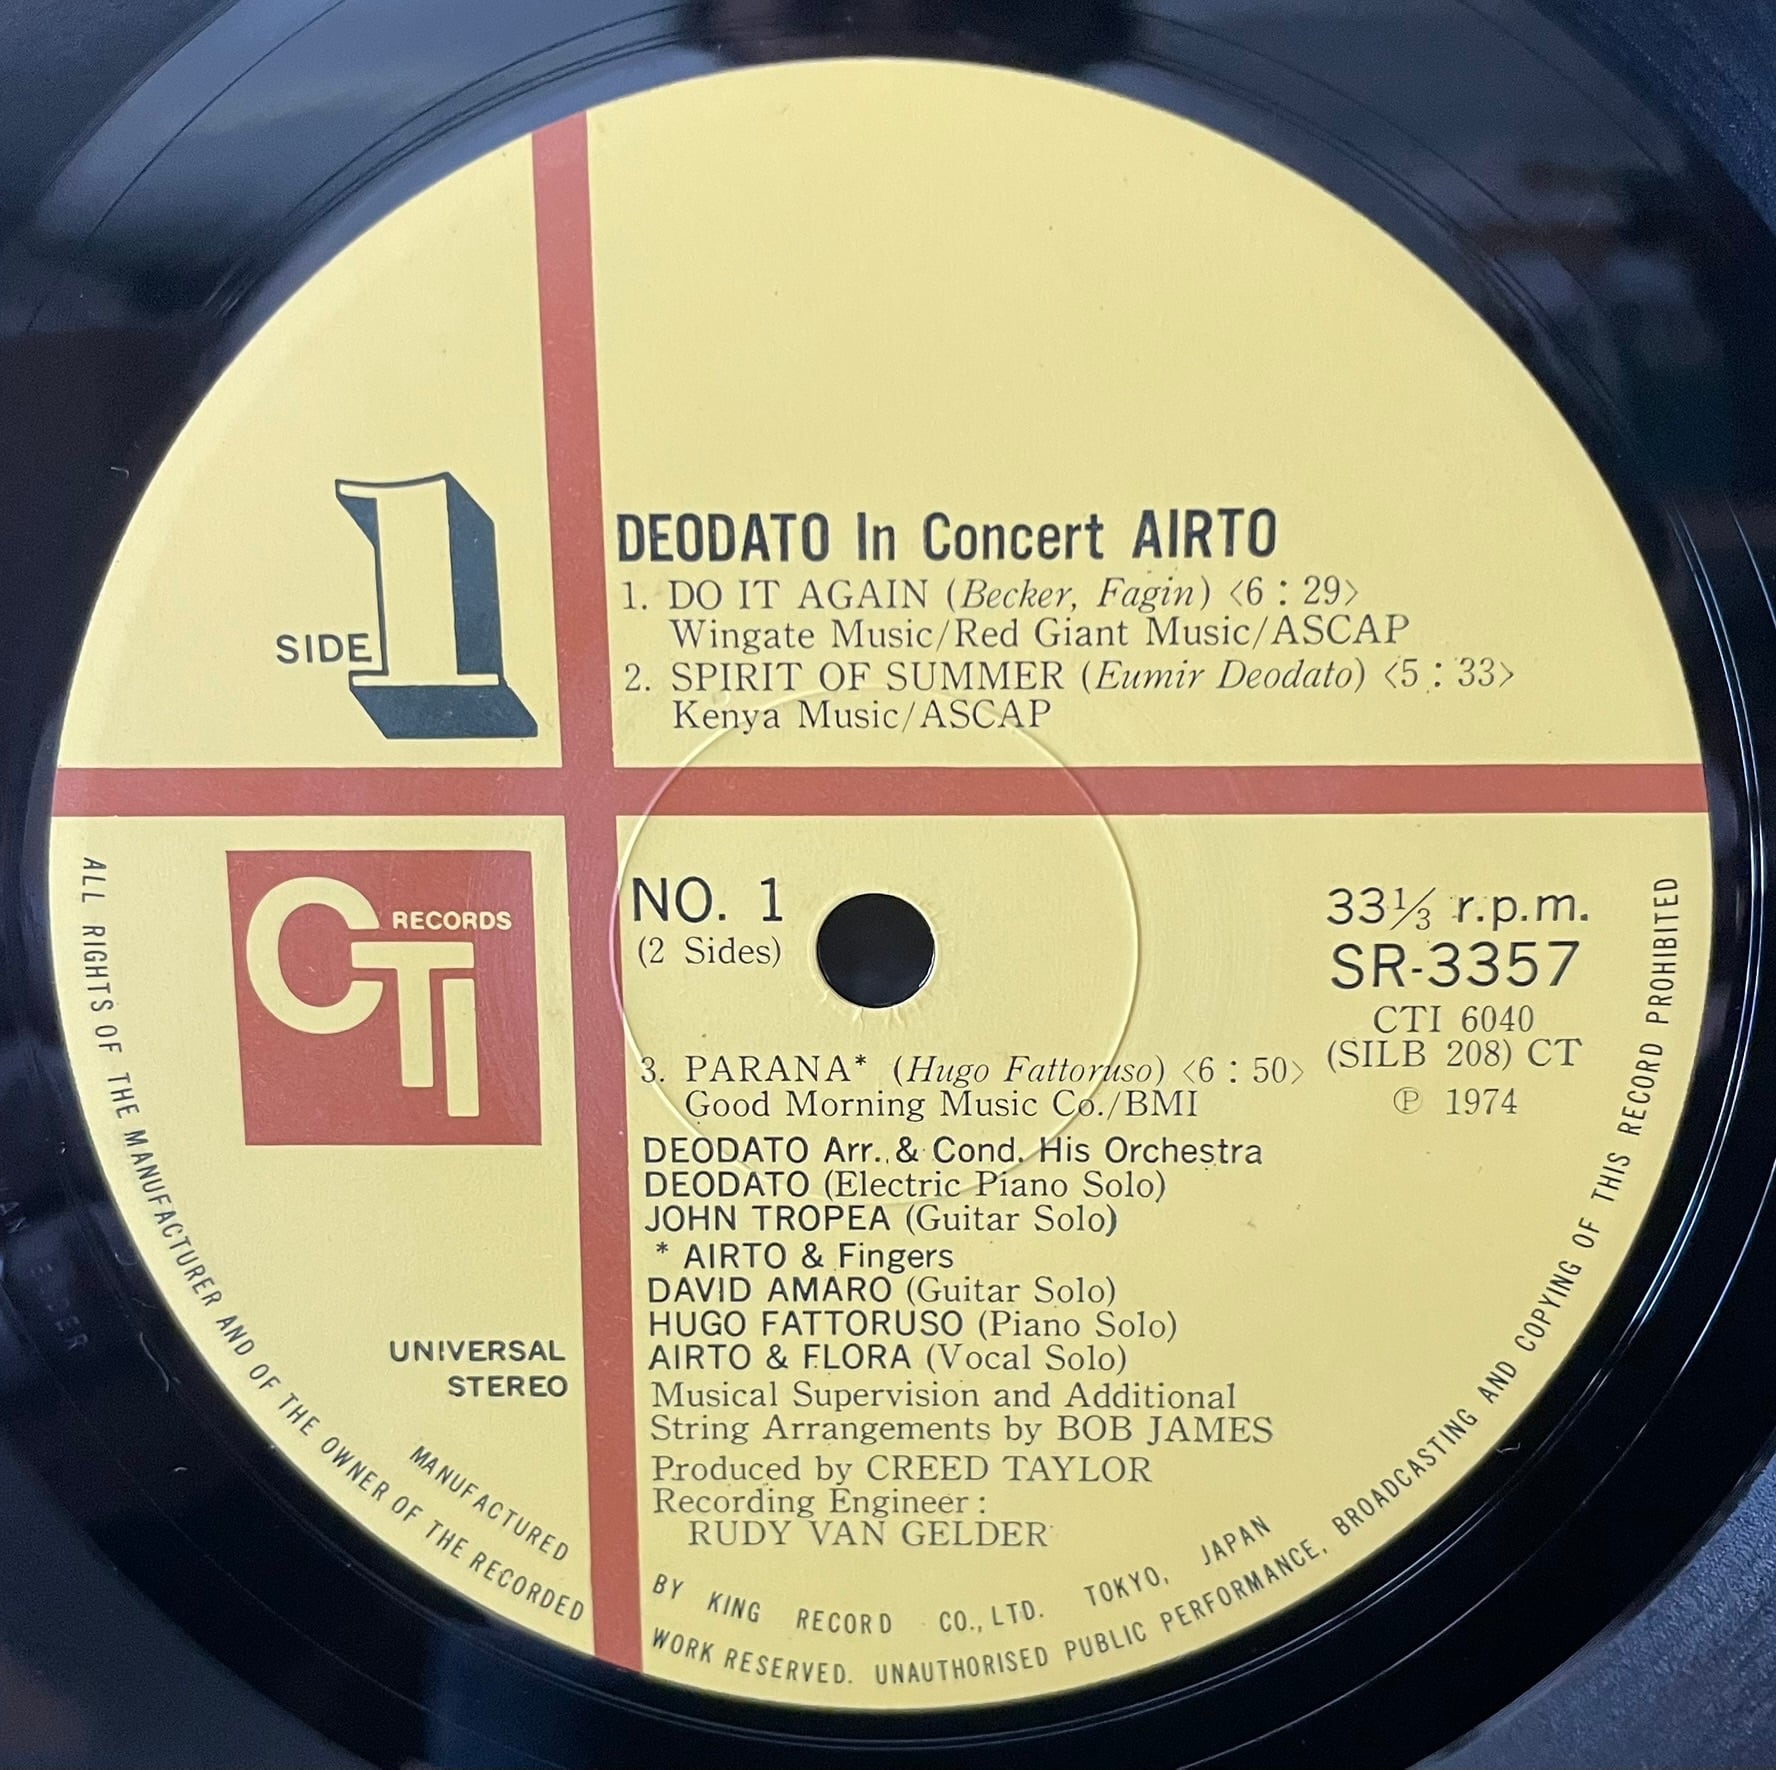 SIDE 1
DEODATO In Concert AIRTO
1. DO IT AGAIN (Becker, Fagin) <6 : 29>
Wingate Music/Red Giant Music/ASCAP
2. SPIRIT OF SUMMER (Eumir Deodato) <5 : 33>
Kenya Music/ASCAP
CTI RECORDS
NO. 1
(2 Sides)
33⅓ r.p.m.
SR-3357
CTI 6040
(SILB 208) CT
℗ 1974
3. PARANA* (Hugo Fattoruso) <6 : 50>
Good Morning Music Co./BMI
DEODATO Arr. & Cond. His Orchestra
DEODATO (Electric Piano Solo)
JOHN TROPEA (Guitar Solo)
* AIRTO & Fingers
DAVID AMARO (Guitar Solo)
HUGO FATTORUSO (Piano Solo)
AIRTO & FLORA (Vocal Solo)
Musical Supervision and Additional
String Arrangements by BOB JAMES
Produced by CREED TAYLOR
Recording Engineer :
RUDY VAN GELDER
UNIVERSAL
STEREO
MANUFACTURED BY KING RECORD CO., LTD. TOKYO, JAPAN
ALL RIGHTS OF THE MANUFACTURER AND OF THE OWNER OF THE RECORDED WORK RESERVED. UNAUTHORISED PUBLIC PERFORMANCE, BROADCASTING AND COPYING OF THIS RECORD PROHIBITED